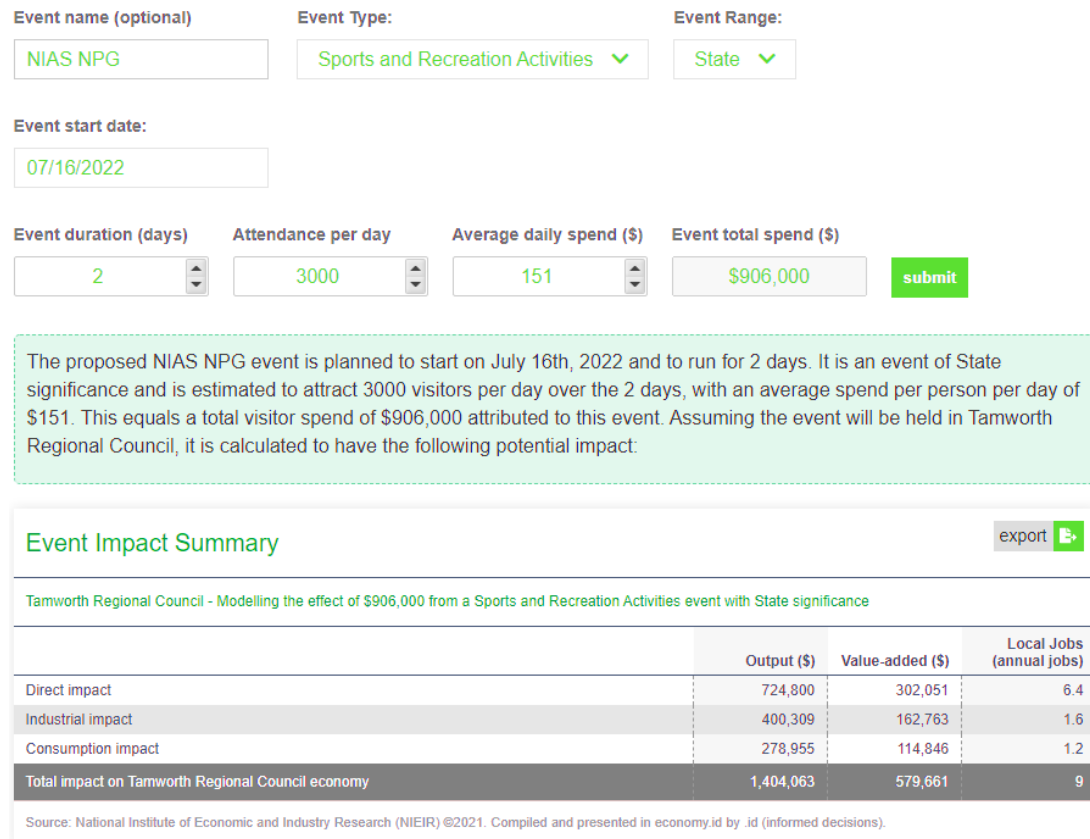 Event name (optional) Event Type: Event Range:
NIAS NPG Sports and Recreation Activities State
Event start date:
07/16/2022
Event duration (days) Attendance per day Average daily spend ($) Event total spend ($)
2 3000 151 $906,000 submit
The proposed NIAS NPG event is planned to start on July 16th, 2022 and to run for 2 days. It is an event of State
significance and is estimated to attract 3000 visitors per day over the 2 days, with an average spend per person per day of
$151. This equals a total visitor spend of $906,000 attributed to this event. Assuming the event will be held in Tamworth
Regional Council, it is calculated to have the following potential impact:
Event Impact Summary export
Tamworth Regional Council - Modelling the effect of $906,000 from a Sports and Recreation Activities event with State significance
Output ($) Value-added ($) Local Jobs
(annual jobs)
Direct impact 724,800 302,051 6.4
Industrial impact 400,309 162,763 1.6
Consumption impact 278,955 114,846 1.2
Total impact on Tamworth Regional Council economy 1,404,063 579,661 9
Source: National Institute of Economic and Industry Research (NIEIR) ©2021. Compiled and presented in economy.id by .id (informed decisions).